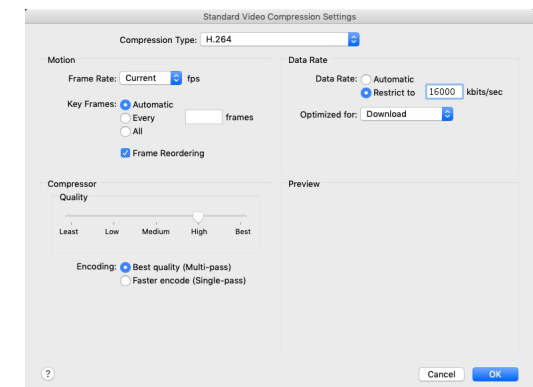 Standard Video Compression Settings
Compression Type: H.264
Motion
Frame Rate: Current fps
Key Frames: Automatic
Every frames
All
Frame Reordering
Data Rate
Data Rate: Automatic
Restrict to 16000 kbits/sec
Optimized for: Download
Compressor
Quality
Least Low Medium High Best
Encoding: Best quality (Multi-pass)
Faster encode (Single-pass)
Preview
?
Cancel OK